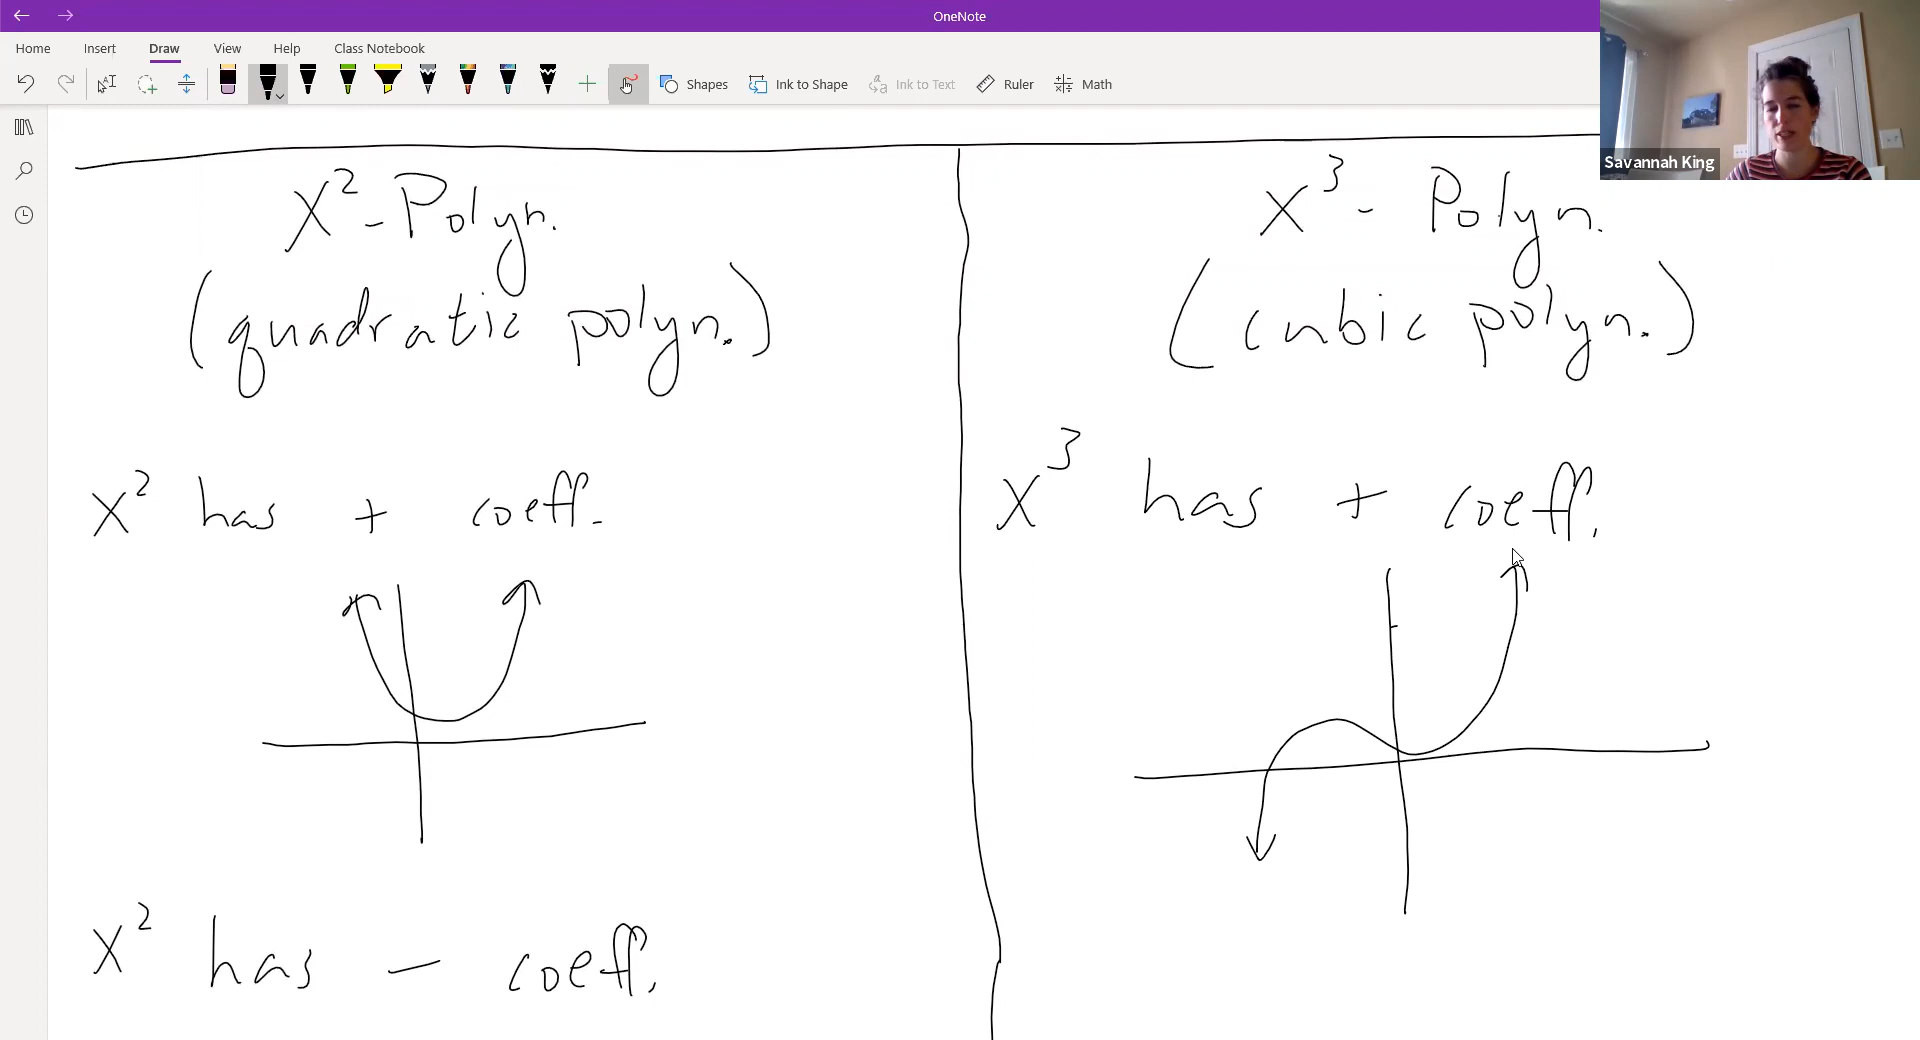 OneNote
Home Insert Draw View Help Class Notebook
Shapes Ink to Shape Ink to Text Ruler Math
Savannah King
x² - Polyn.
(quadratic polyn.)
x² has + coeff.
x² has - coeff.
x³ - Polyn.
(cubic polyn.)
x³ has + coeff.